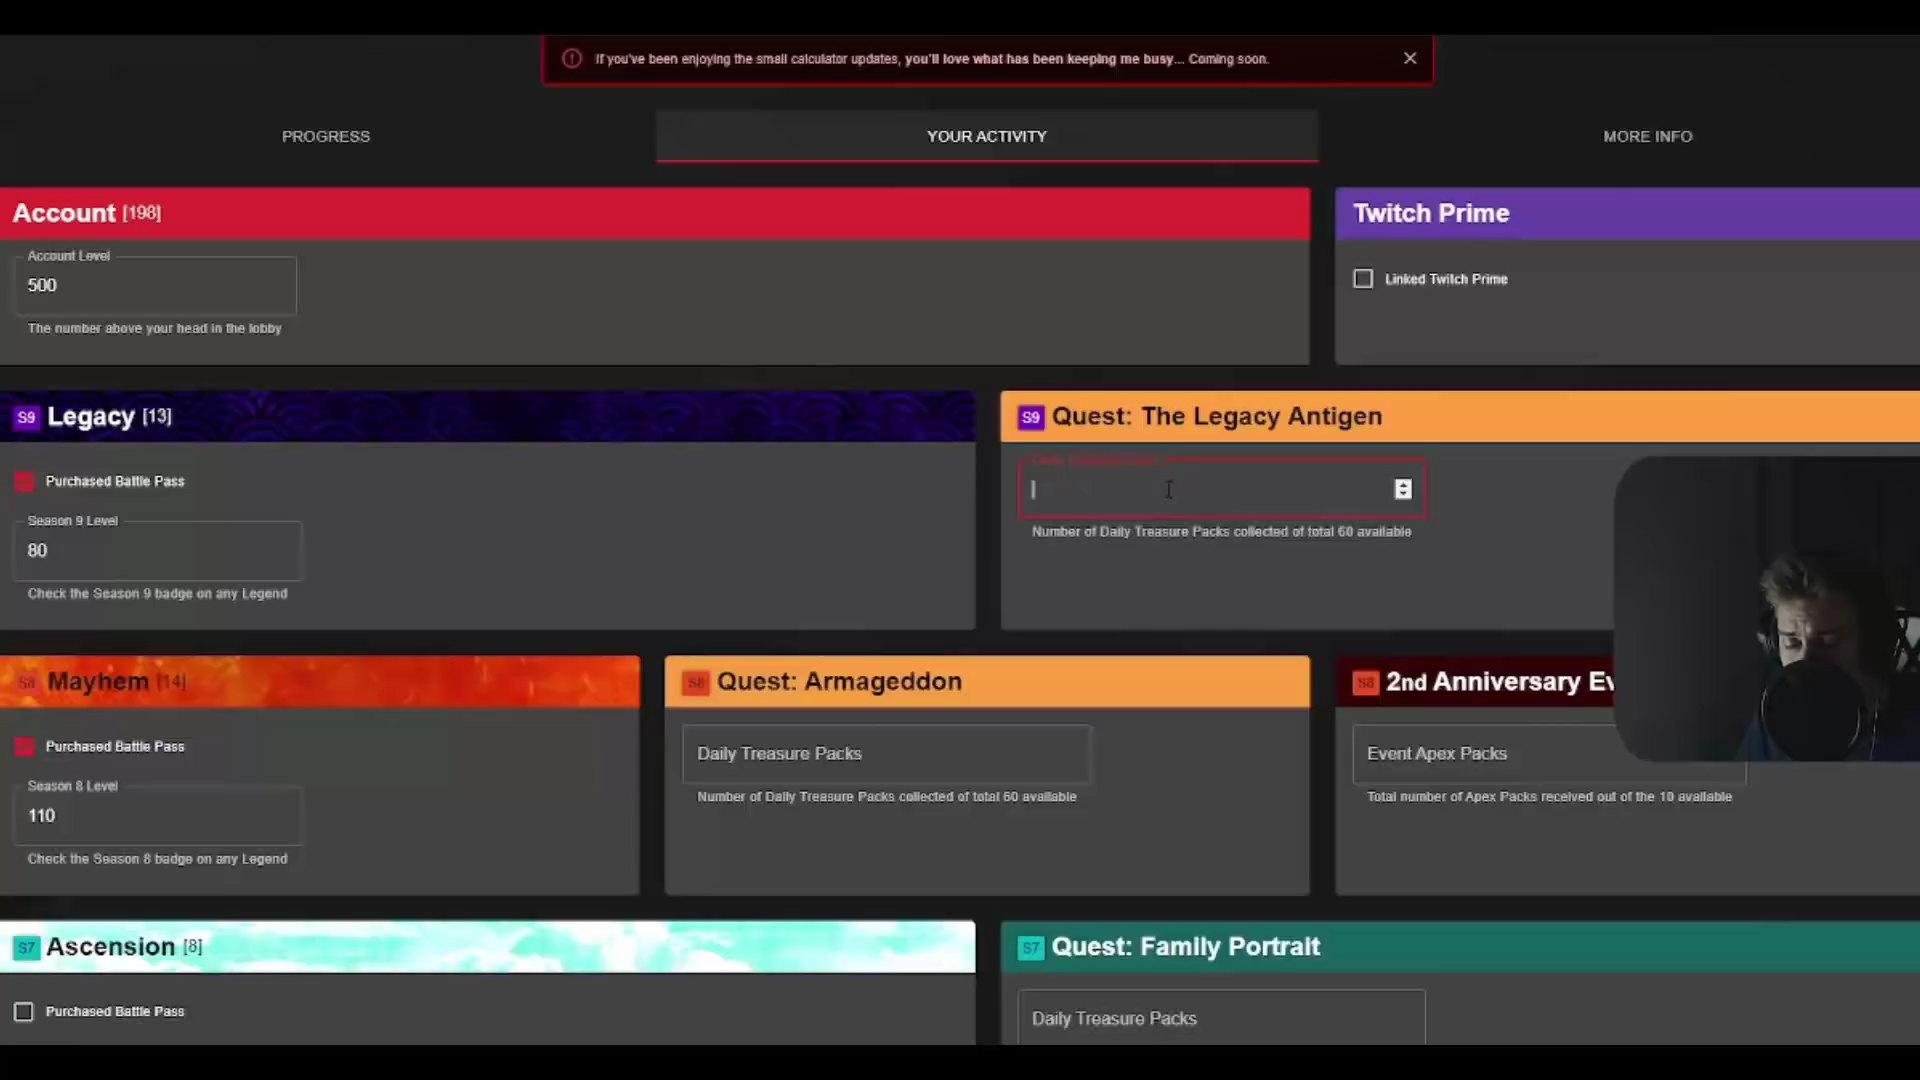 If you've been enjoying the small calculator updates, you'll love what has been keeping me busy... Coming soon.
PROGRESS
YOUR ACTIVITY
MORE INFO
Account [198]
Account Level
500
The number above your head in the lobby
Twitch Prime
Linked Twitch Prime
S9 Legacy [13]
Purchased Battle Pass
Season 9 Level
80
Check the Season 9 badge on any Legend
S9 Quest: The Legacy Antigen
Number of Daily Treasure Packs collected of total 60 available
S8 Mayhem [14]
Purchased Battle Pass
Season 8 Level
110
Check the Season 8 badge on any Legend
S8 Quest: Armageddon
Daily Treasure Packs
Number of Daily Treasure Packs collected of total 60 available
S8 2nd Anniversary Ev
Event Apex Packs
Total number of Apex Packs received out of the 10 available
S7 Ascension [8]
Purchased Battle Pass
S7 Quest: Family Portrait
Daily Treasure Packs